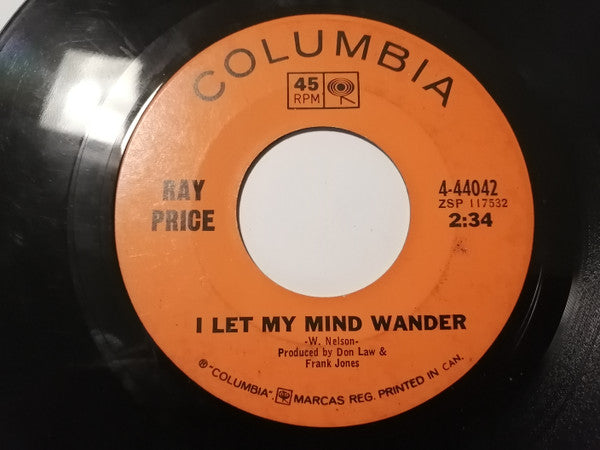 COLUMBIA
45
RPM
RAY
PRICE
4-44042
ZSP 117532
2:34
I LET MY MIND WANDER
-W. Nelson-
Produced by Don Law &
Frank Jones
® "COLUMBIA", MARCAS REG. PRINTED IN CAN.